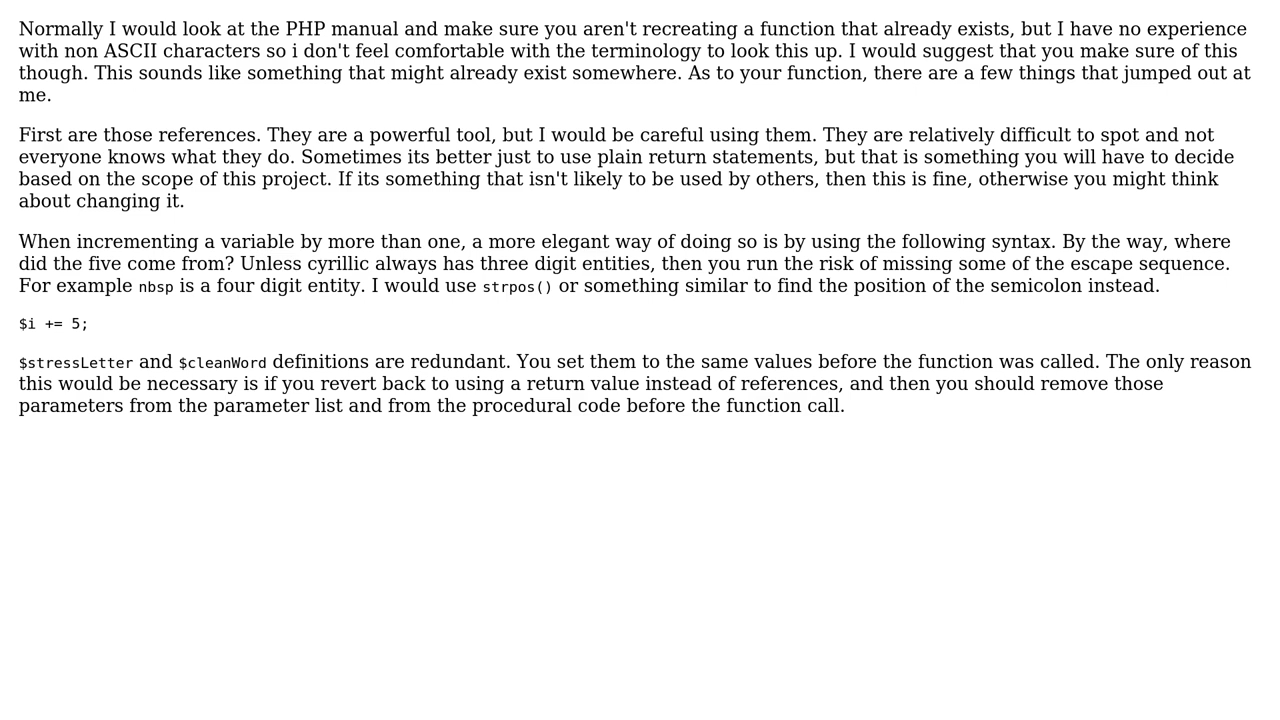 Normally I would look at the PHP manual and make sure you aren't recreating a function that already exists, but I have no experience
with non ASCII characters so i don't feel comfortable with the terminology to look this up. I would suggest that you make sure of this
though. This sounds like something that might already exist somewhere. As to your function, there are a few things that jumped out at
me.
First are those references. They are a powerful tool, but I would be careful using them. They are relatively difficult to spot and not
everyone knows what they do. Sometimes its better just to use plain return statements, but that is something you will have to decide
based on the scope of this project. If its something that isn't likely to be used by others, then this is fine, otherwise you might think
about changing it.
When incrementing a variable by more than one, a more elegant way of doing so is by using the following syntax. By the way, where
did the five come from? Unless cyrillic always has three digit entities, then you run the risk of missing some of the escape sequence.
For example nbsp is a four digit entity. I would use strpos() or something similar to find the position of the semicolon instead.
$i += 5;
$stressLetter and $cleanWord definitions are redundant. You set them to the same values before the function was called. The only reason
this would be necessary is if you revert back to using a return value instead of references, and then you should remove those
parameters from the parameter list and from the procedural code before the function call.